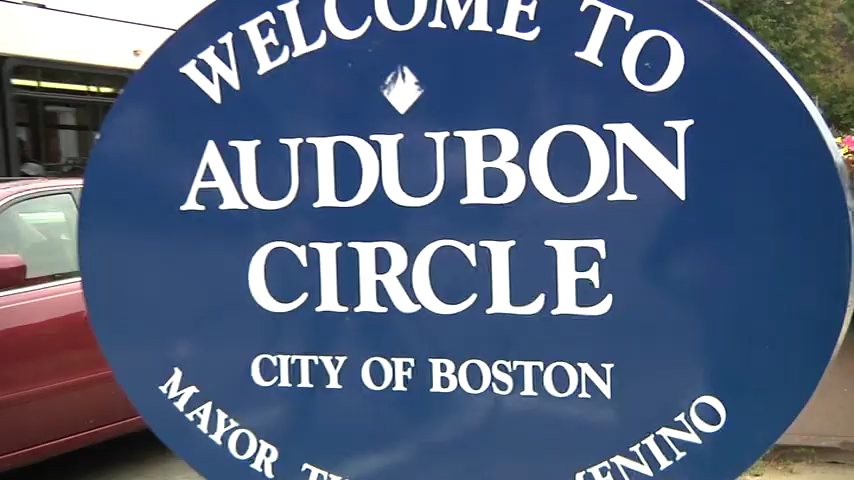 WELCOME TO
AUDUBON
CIRCLE
CITY OF BOSTON
MAYOR